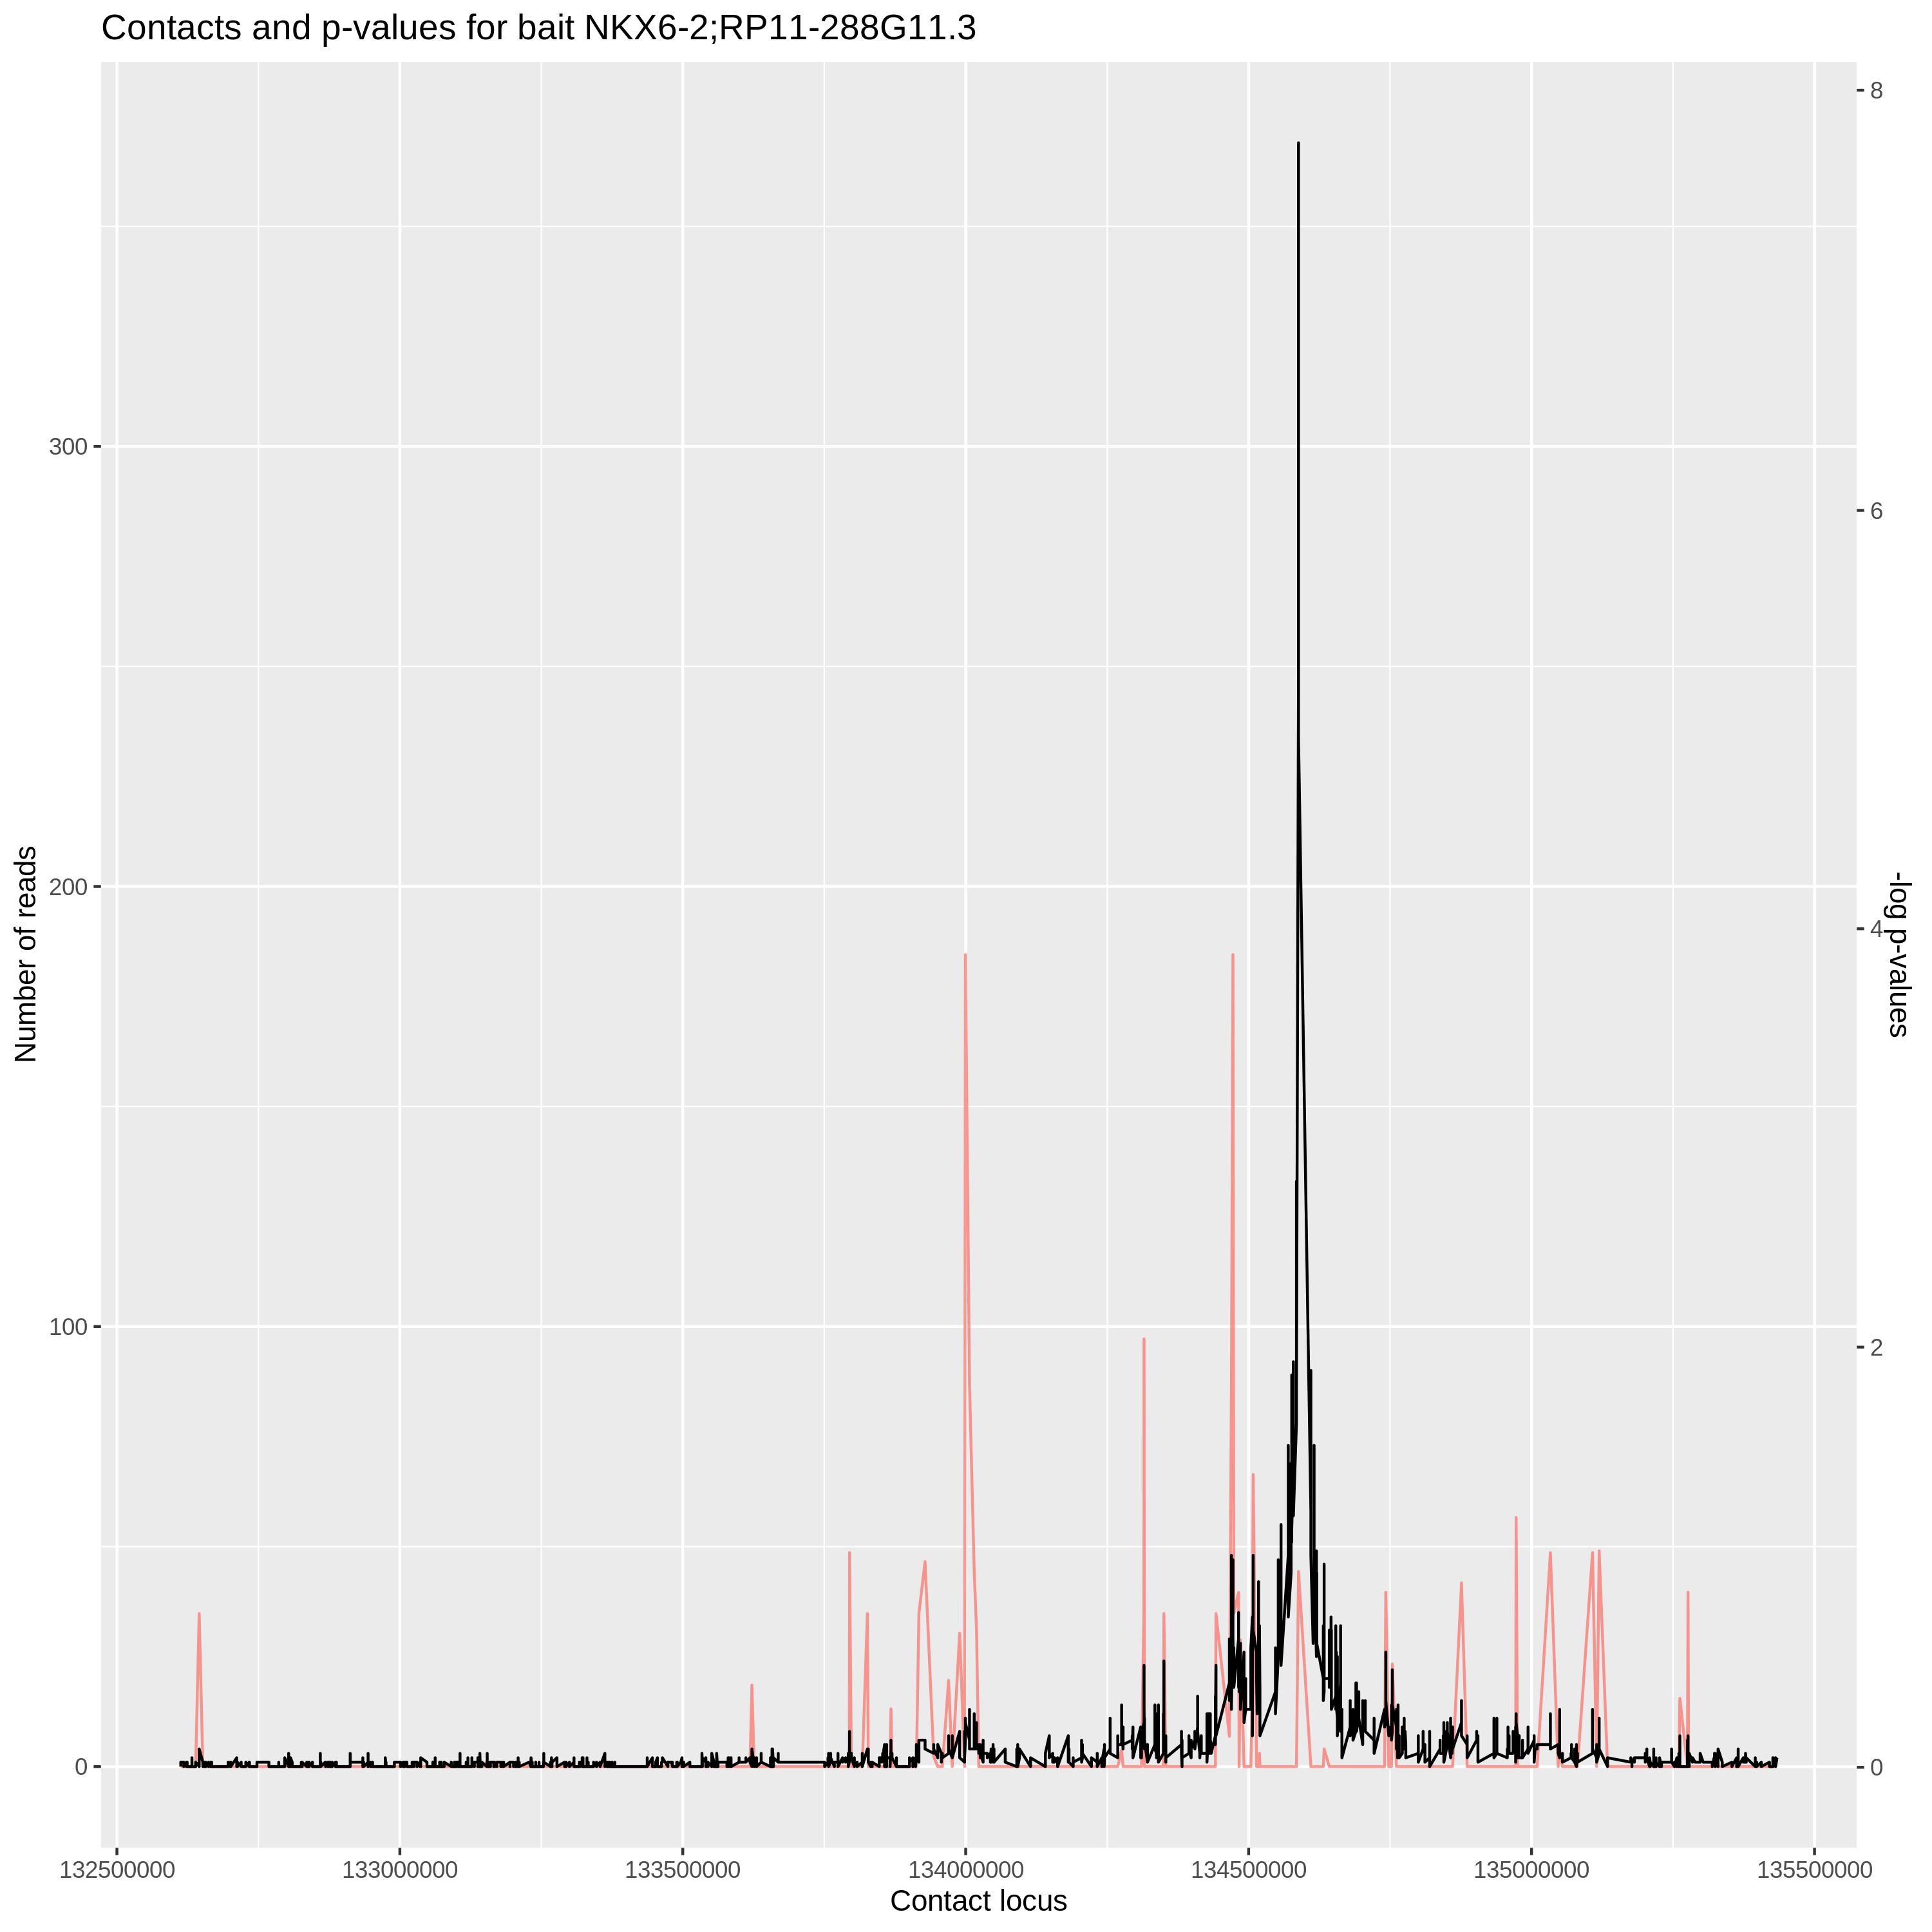 Contacts and p-values for bait NKX6-2;RP11-288G11.3
Number of reads
300
200
100
0
8
6
4
2
0
-log p-values
132500000 133000000 133500000 134000000 134500000 135000000 135500000
Contact locus